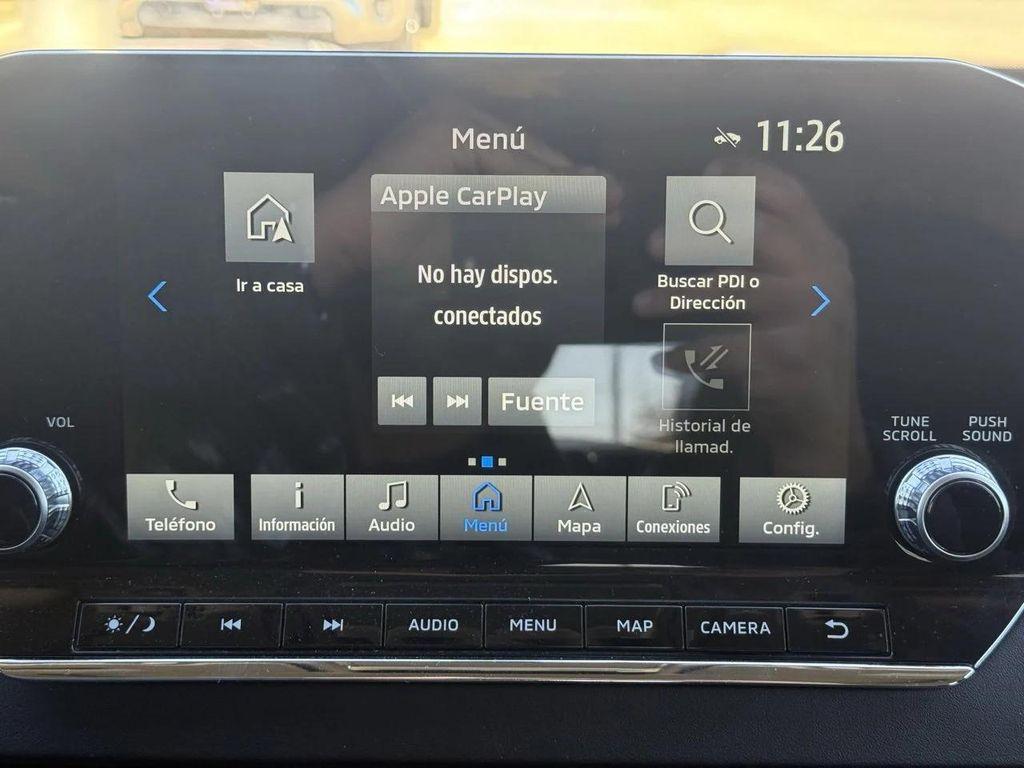 Menú
11:26
Apple CarPlay
Ir a casa
No hay dispos.
conectados
Buscar PDI o
Dirección
Fuente
Historial de
llamad.
VOL
TUNE
SCROLL
PUSH
SOUND
Teléfono
Información
Audio
Menú
Mapa
Conexiones
Config.
AUDIO
MENU
MAP
CAMERA